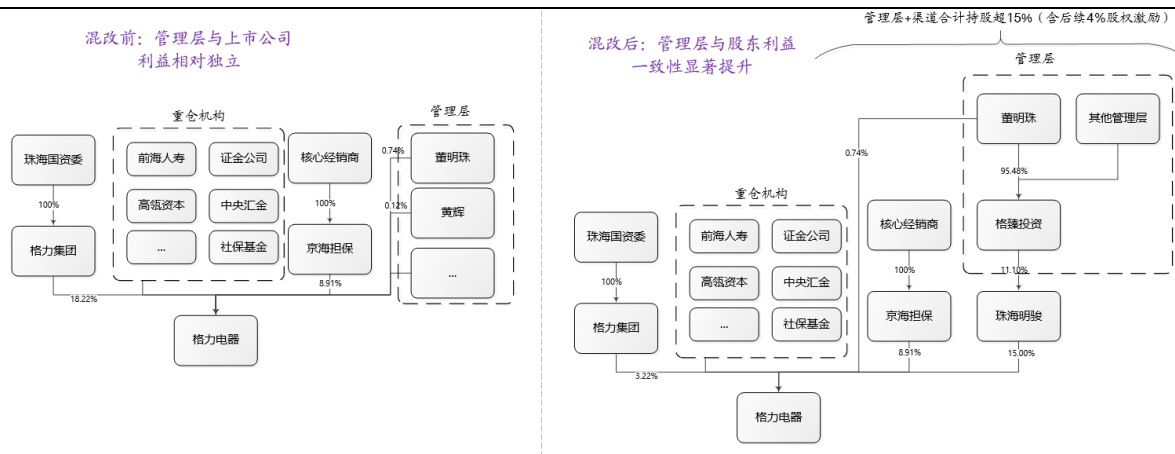 混改前：管理层与上市公司
利益相对独立
重仓机构
管理层
珠海国资委
前海人寿
证金公司
核心经销商
0.74%
董明珠
100%
高瓴资本
中央汇金
100%
0.12%
黄辉
格力集团
...
社保基金
京海担保
...
18.22%
8.91%
格力电器
管理层+渠道合计持股超15%（含后续4%股权激励）
混改后：管理层与股东利益
一致性显著提升
管理层
董明珠
其他管理层
0.74%
95.48%
重仓机构
珠海国资委
前海人寿
证金公司
核心经销商
格臻投资
100%
高瓴资本
中央汇金
100%
11.10%
格力集团
...
社保基金
京海担保
珠海明骏
3.22%
8.91%
15.00%
格力电器